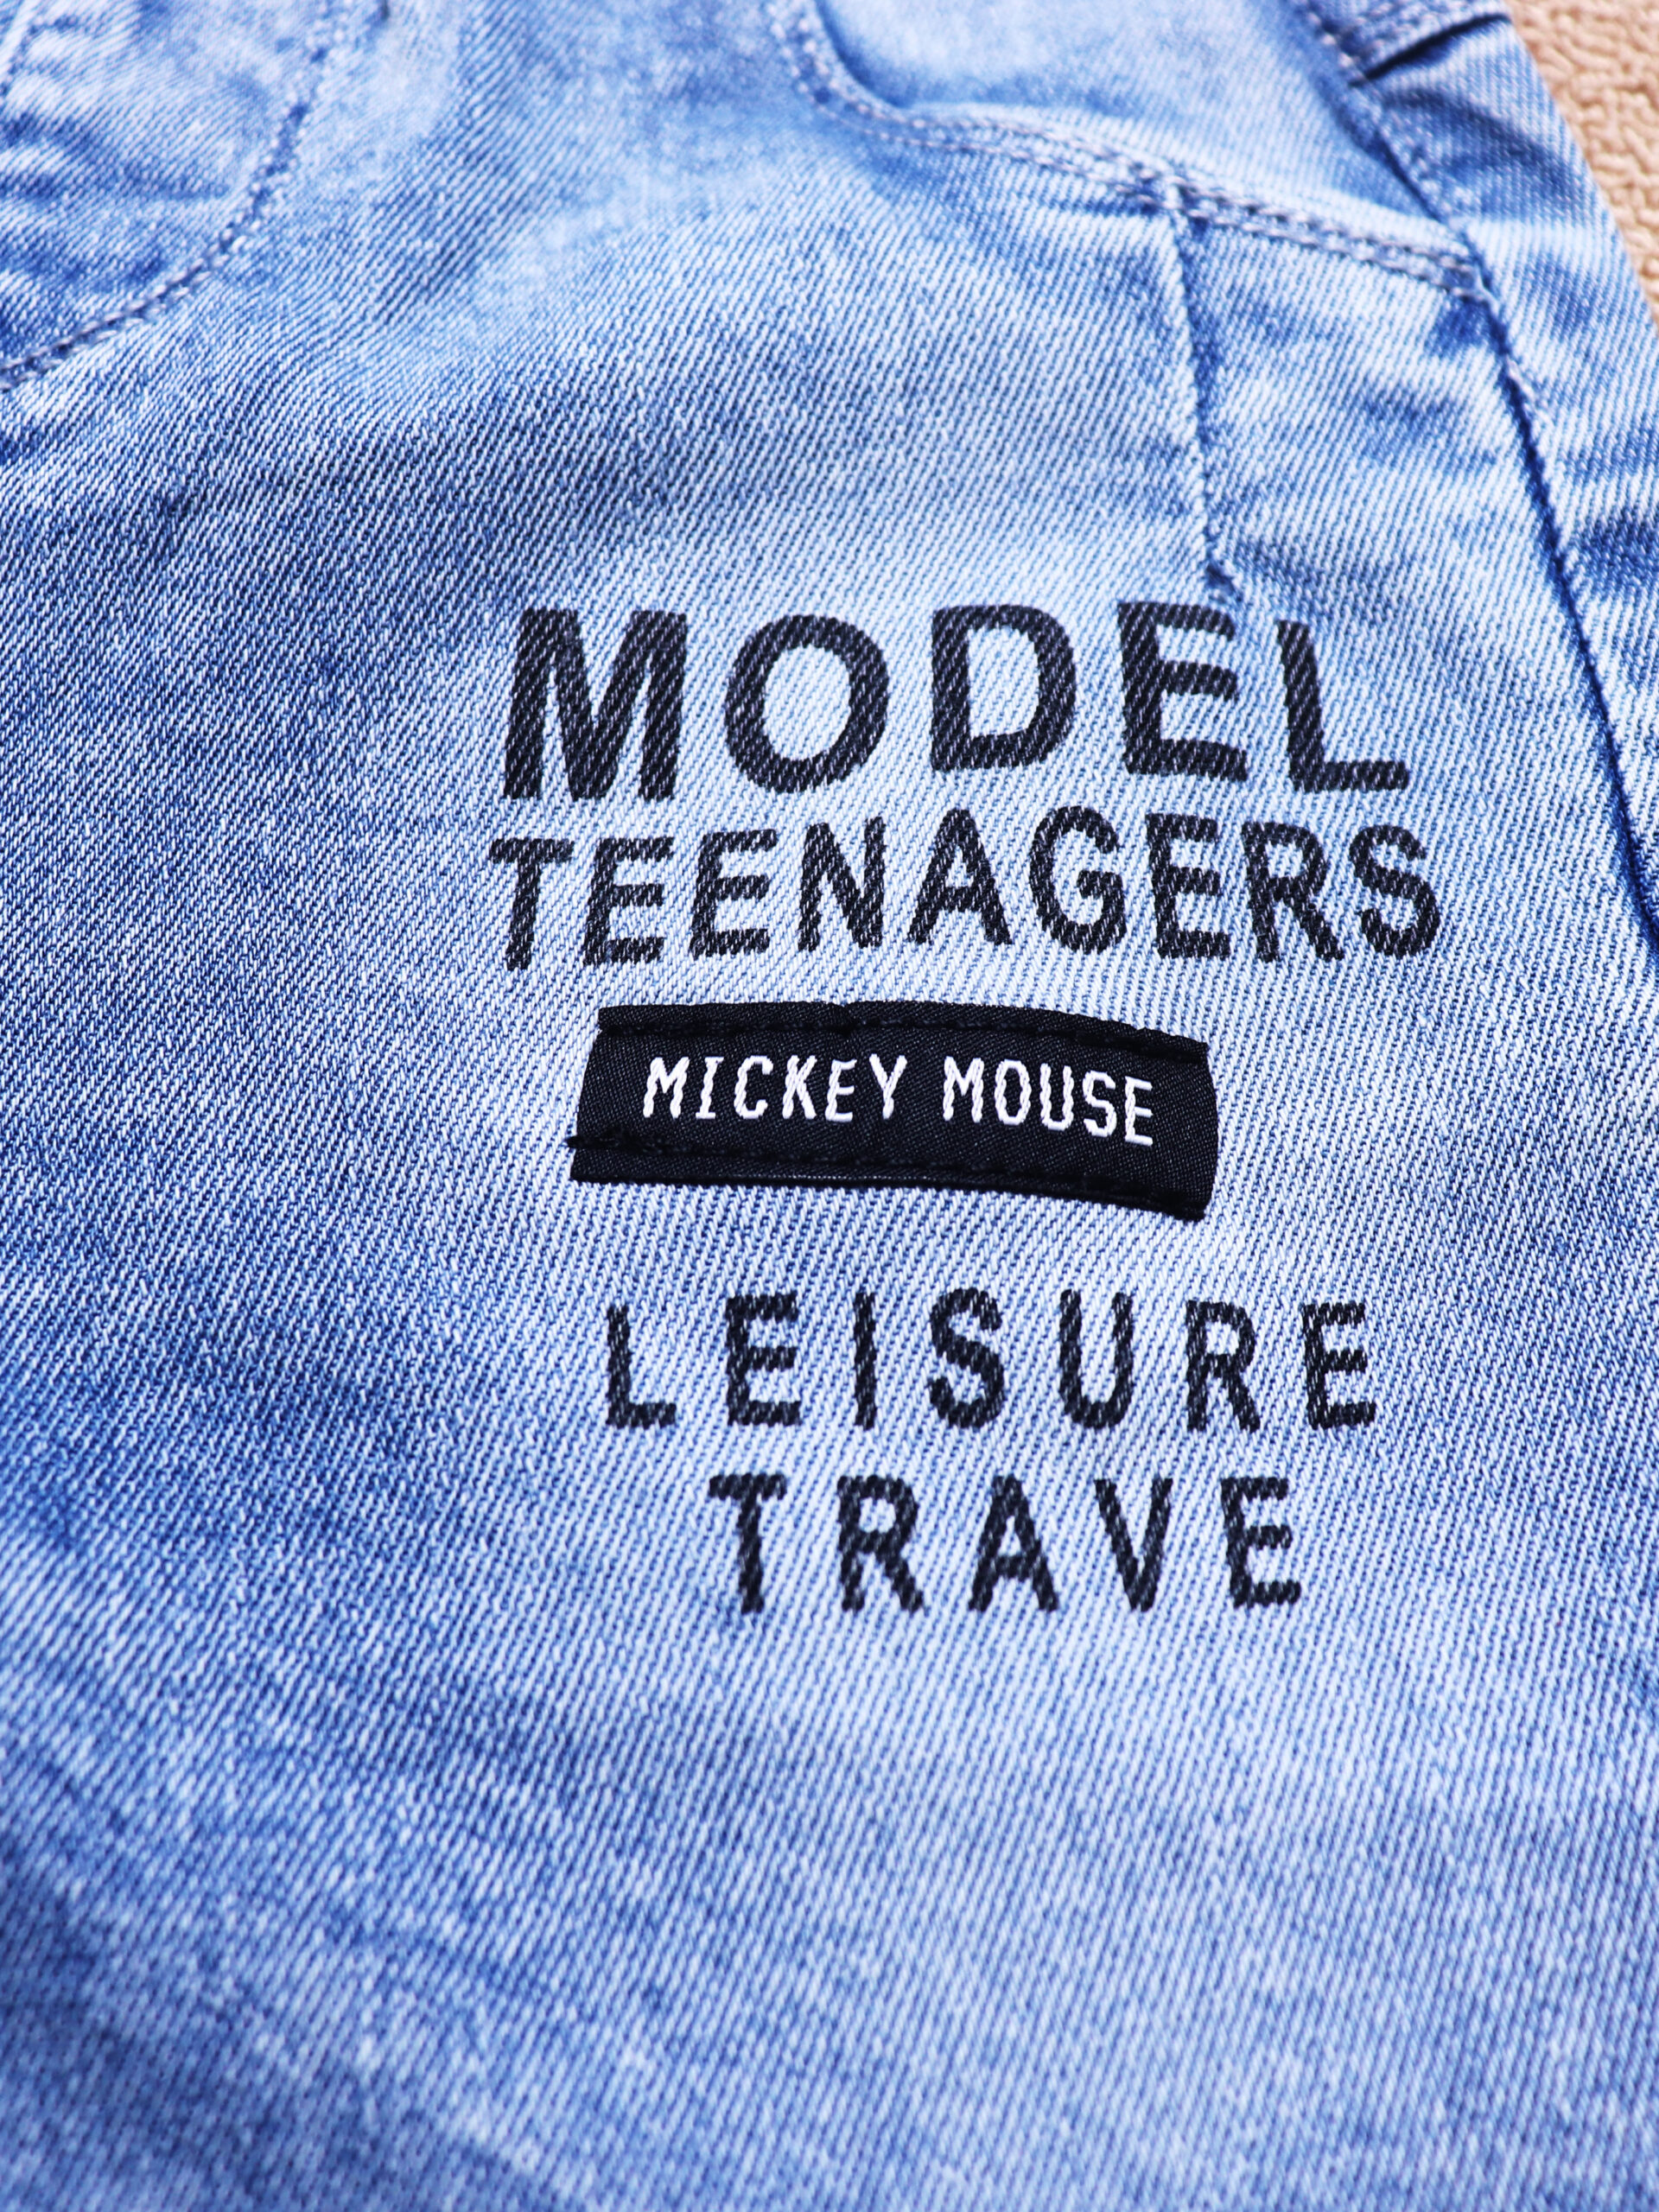 MODEL
TEENAGERS
MICKEY MOUSE
LEISURE
TRAVE